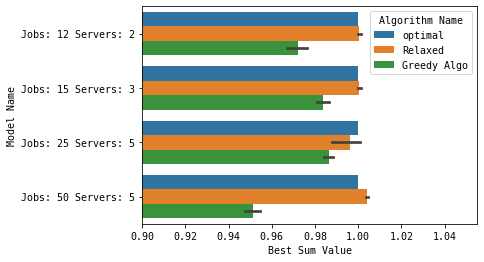 Algorithm Name
optimal
Relaxed
Greedy Algo
Model Name
Jobs: 12 Servers: 2
Jobs: 15 Servers: 3
Jobs: 25 Servers: 5
Jobs: 50 Servers: 5
0.90 0.92 0.94 0.96 0.98 1.00 1.02 1.04
Best Sum Value